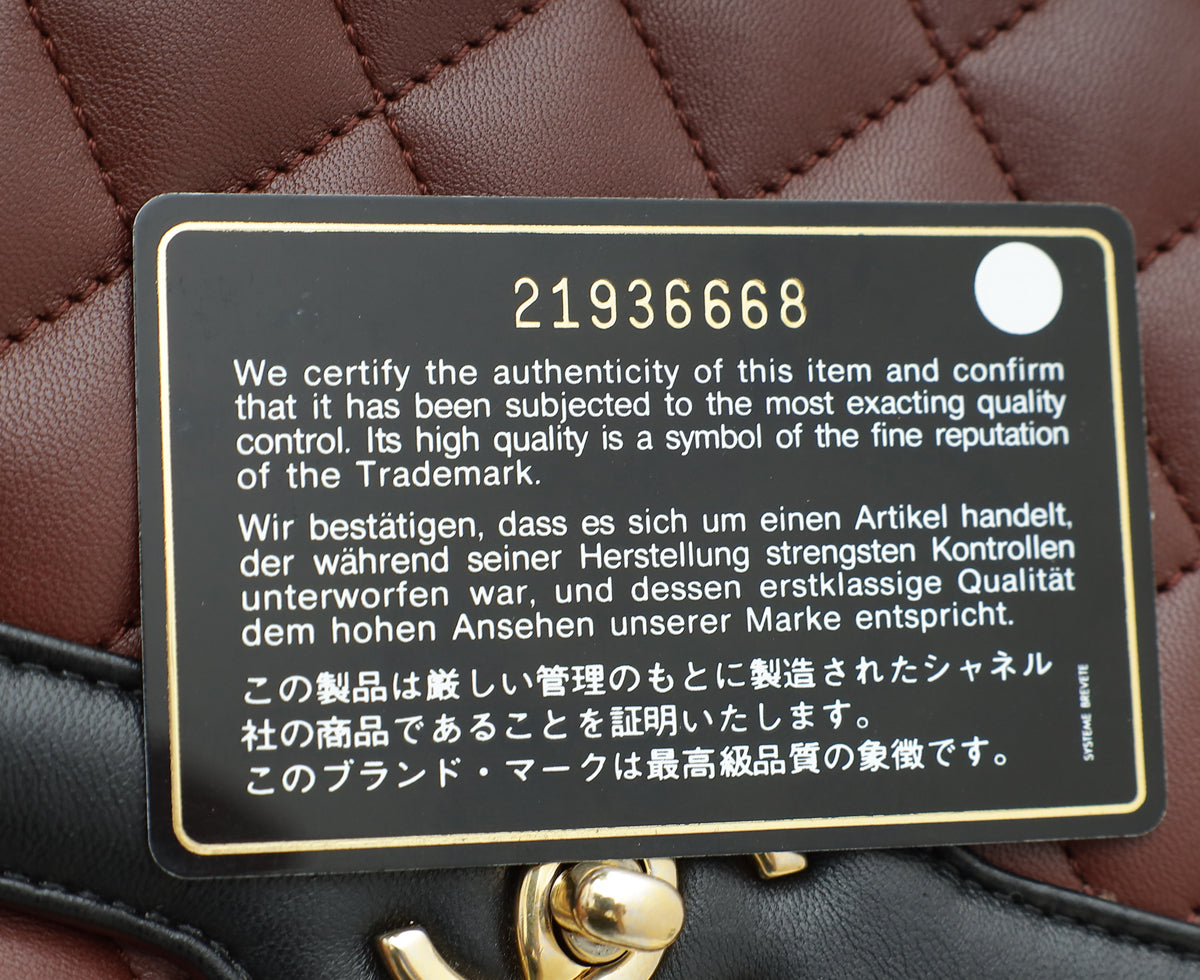 21936668
We certify the authenticity of this item and confirm
that it has been subjected to the most exacting quality
control. Its high quality is a symbol of the fine reputation
of the Trademark.
Wir bestätigen, dass es sich um einen Artikel handelt,
der während seiner Herstellung strengsten Kontrollen
unterworfen war, und dessen erstklassige Qualität
dem hohen Ansehen unserer Marke entspricht.
この製品は厳しい管理のもとに製造されたシャネル
社の商品であることを証明いたします。
このブランド・マークは最高級品質の象徴です。
SYSTEME BREVETE